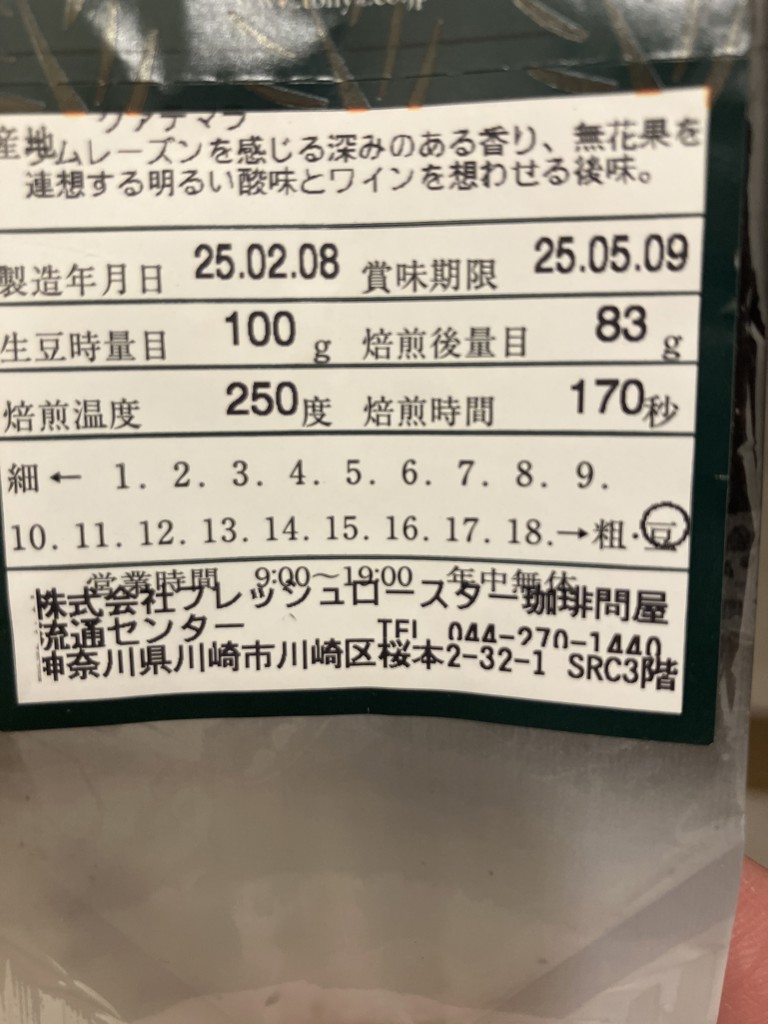 産地 グァテマラ
ラムレーズンを感じる深みのある香り、無花果を
連想する明るい酸味とワインを想わせる後味。
製造年月日 25.02.08 賞味期限 25.05.09
生豆時量目 100 g 焙煎後量目 83 g
焙煎温度 250度 焙煎時間 170秒
細← 1. 2. 3. 4. 5. 6. 7. 8. 9.
10. 11. 12. 13. 14. 15. 16. 17. 18.→粗・豆
営業時間 9:00〜19:00 年中無休
株式会社フレッシュロースター珈琲問屋
流通センター TEL 044-270-1440
神奈川県川崎市川崎区桜本2-32-1 SRC3階